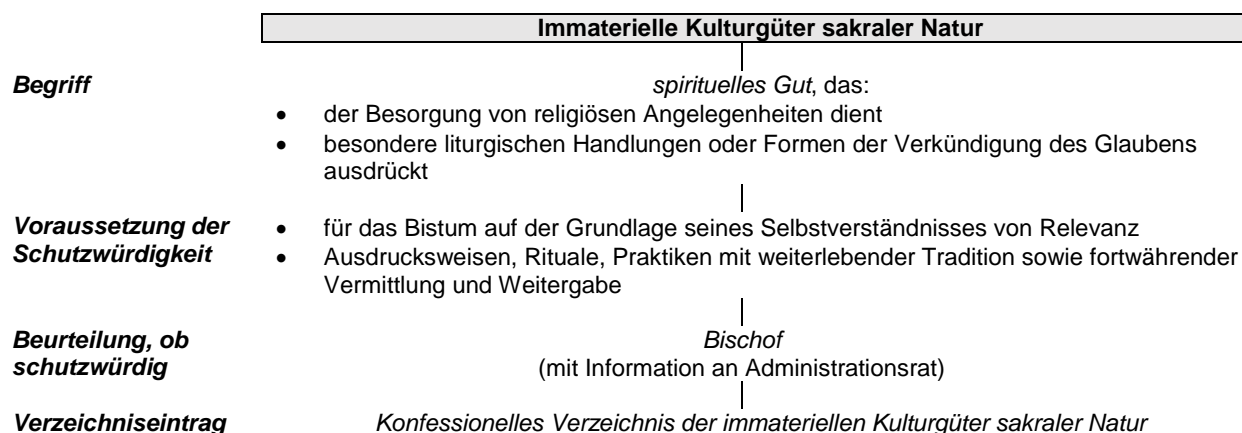 Immaterielle Kulturgüter sakraler Natur
Begriff
spirituelles Gut, das:
• der Besorgung von religiösen Angelegenheiten dient
• besondere liturgischen Handlungen oder Formen der Verkündigung des Glaubens
ausdrückt
Voraussetzung der
Schutzwürdigkeit
• für das Bistum auf der Grundlage seines Selbstverständnisses von Relevanz
• Ausdrucksweisen, Rituale, Praktiken mit weiterlebender Tradition sowie fortwährender
Vermittlung und Weitergabe
Beurteilung, ob
schutzwürdig
Bischof
(mit Information an Administrationsrat)
Verzeichniseintrag
Konfessionelles Verzeichnis der immateriellen Kulturgüter sakraler Natur